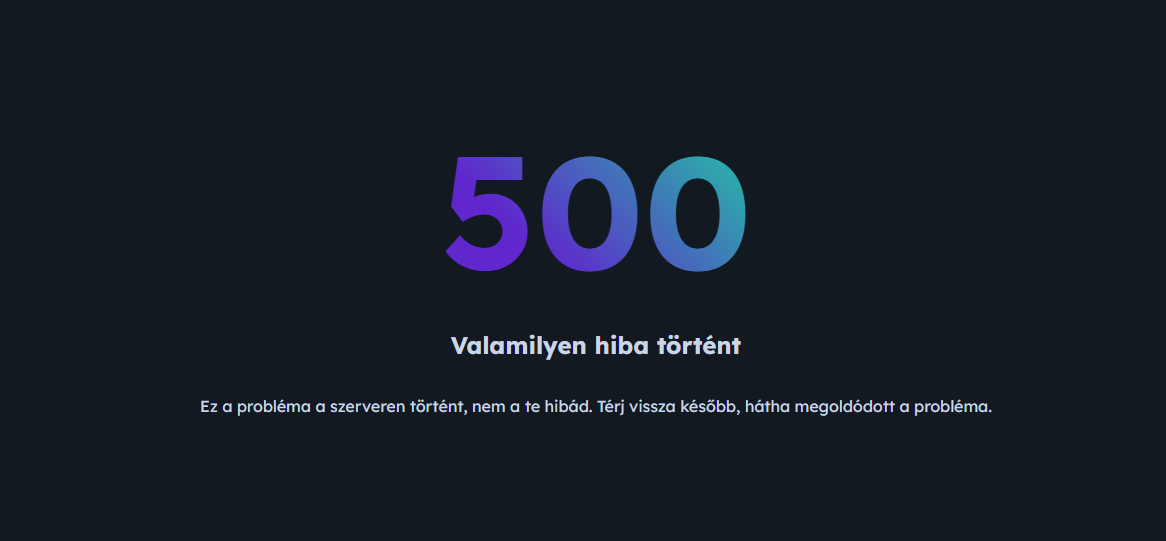 500
Valamilyen hiba történt
Ez a probléma a szerveren történt, nem a te hibád. Térj vissza később, hátha megoldódott a probléma.